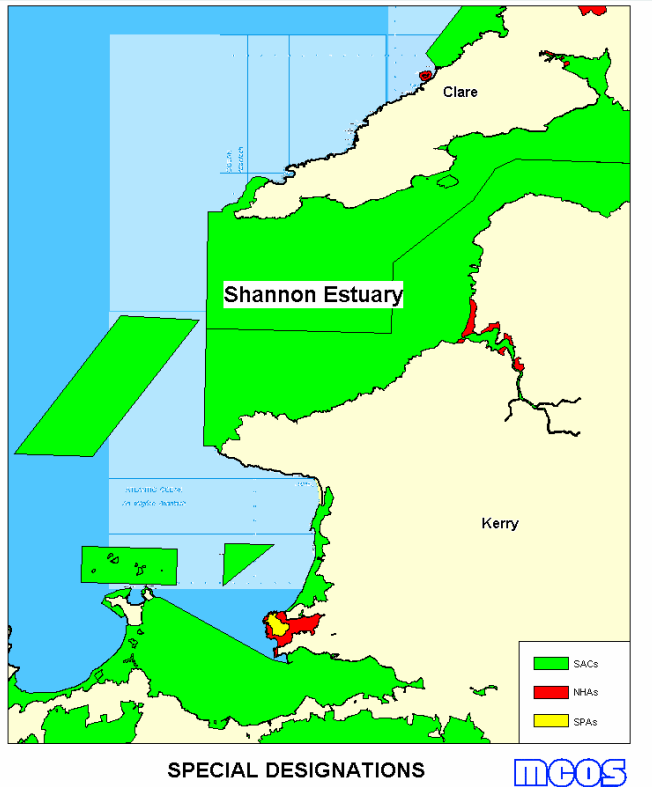 Clare
Shannon Estuary
Kerry
SACs
NHAs
SPAs
SPECIAL DESIGNATIONS
mcos